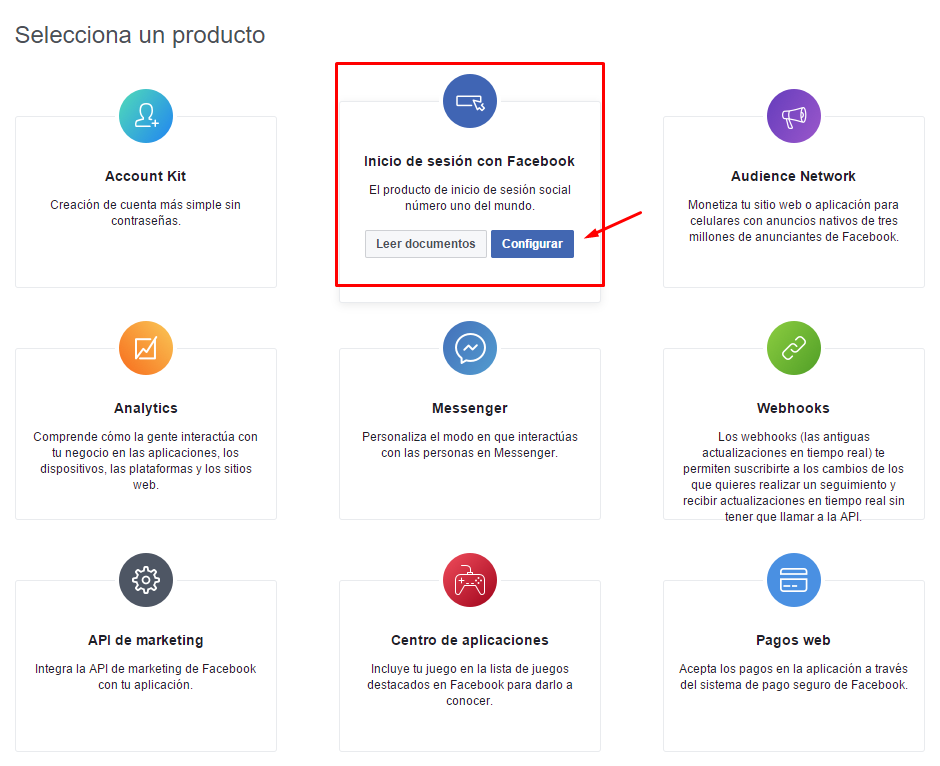 Selecciona un producto
Account Kit
Creación de cuenta más simple sin
contraseñas.
Inicio de sesión con Facebook
El producto de inicio de sesión social
número uno del mundo.
Leer documentos
Configurar
Audience Network
Monetiza tu sitio web o aplicación para
celulares con anuncios nativos de tres
millones de anunciantes de Facebook.
Analytics
Comprende cómo la gente interactúa con
tu negocio en las aplicaciones, los
dispositivos, las plataformas y los sitios
web.
Messenger
Personaliza el modo en que interactúas
con las personas en Messenger.
Webhooks
Los webhooks (las antiguas
actualizaciones en tiempo real) te
permiten suscribirte a los cambios de los
que quieres realizar un seguimiento y
recibir actualizaciones en tiempo real sin
tener que llamar a la API.
API de marketing
Integra la API de marketing de Facebook
con tu aplicación.
Centro de aplicaciones
Incluye tu juego en la lista de juegos
destacados en Facebook para darlo a
conocer.
Pagos web
Acepta los pagos en la aplicación a través
del sistema de pago seguro de Facebook.